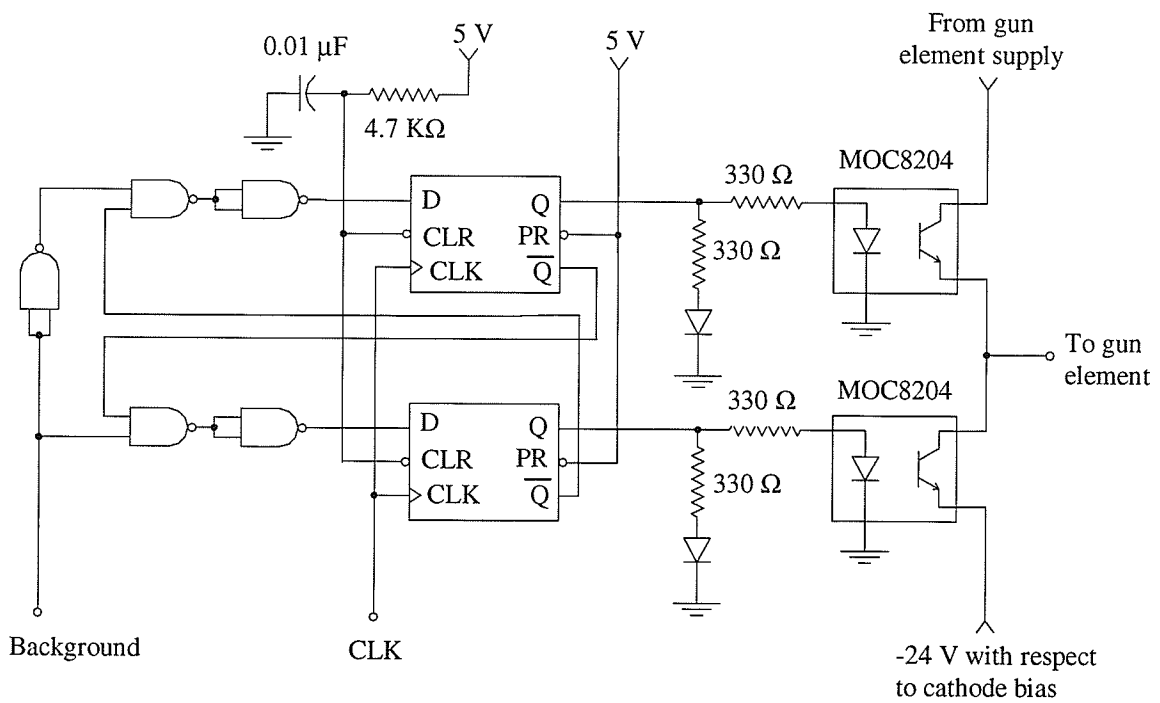 From gun
element supply
5 V
5 V
0.01 μF
4.7 KΩ
MOC8204
330 Ω
D
Q
CLR
PR
CLK
Q̅
330 Ω
To gun
element
MOC8204
330 Ω
D
Q
CLR
PR
CLK
Q̅
330 Ω
Background
CLK
-24 V with respect
to cathode bias